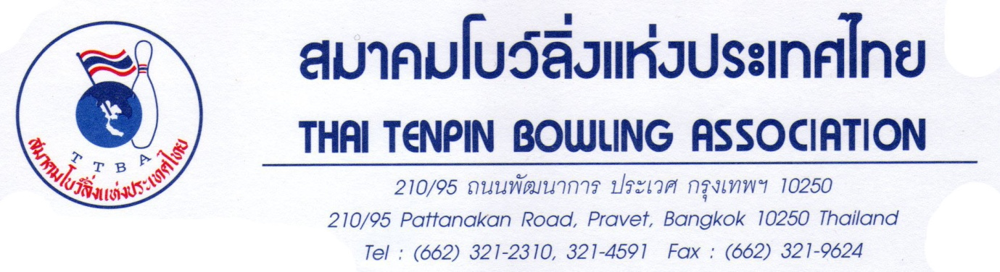 T T B A
สมาคมโบว์ลิ่งแห่งประเทศไทย
สมาคมโบว์ลิ่งแห่งประเทศไทย
THAI TENPIN BOWLING ASSOCIATION
210/95 ถนนพัฒนาการ ประเวศ กรุงเทพฯ 10250
210/95 Pattanakan Road, Pravet, Bangkok 10250 Thailand
Tel : (662) 321-2310, 321-4591 Fax : (662) 321-9624